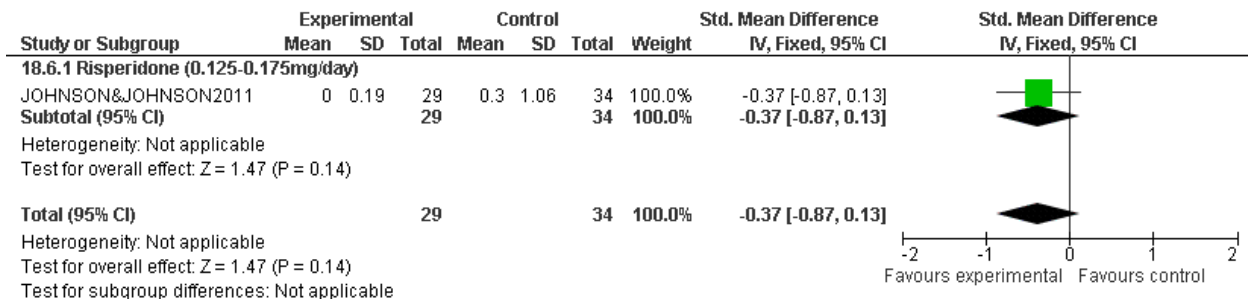 Experimental Control Std. Mean Difference Std. Mean Difference
Study or Subgroup Mean SD Total Mean SD Total Weight IV, Fixed, 95% CI IV, Fixed, 95% CI
18.6.1 Risperidone (0.125-0.175mg/day)
JOHNSON&JOHNSON2011 0 0.19 29 0.3 1.06 34 100.0% -0.37 [-0.87, 0.13]
Subtotal (95% CI) 29 34 100.0% -0.37 [-0.87, 0.13]
Heterogeneity: Not applicable
Test for overall effect: Z = 1.47 (P = 0.14)
Total (95% CI) 29 34 100.0% -0.37 [-0.87, 0.13]
Heterogeneity: Not applicable
Test for overall effect: Z = 1.47 (P = 0.14)
Test for subgroup differences: Not applicable
-2 -1 0 1 2
Favours experimental Favours control